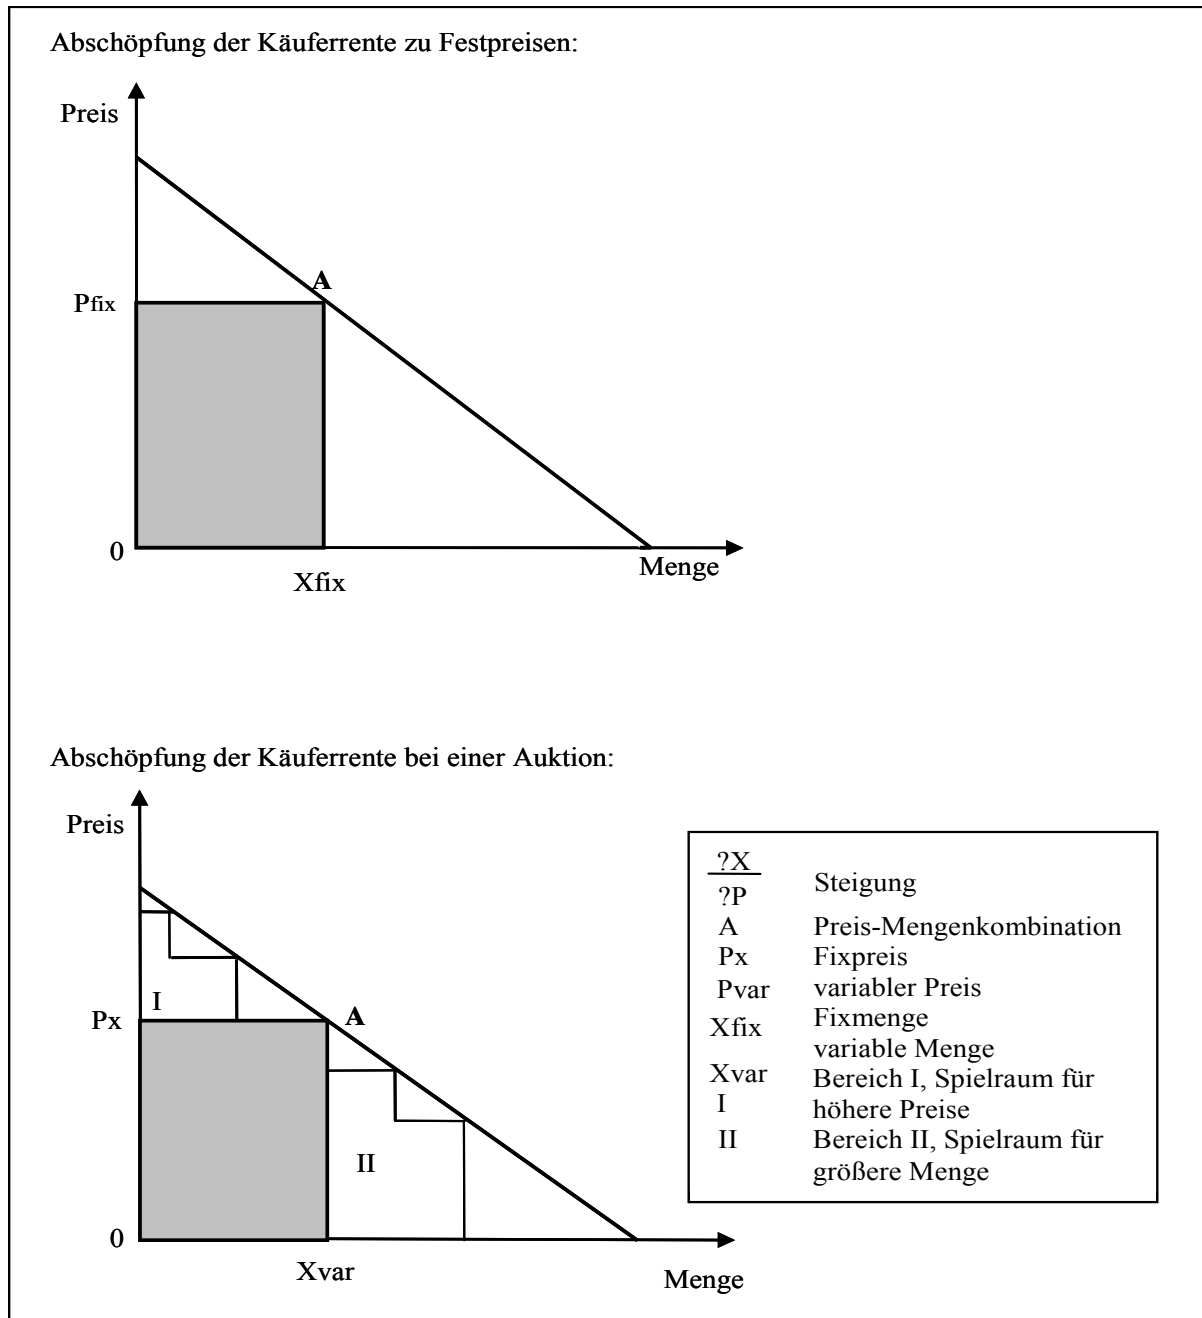 Abschöpfung der Käuferrente zu Festpreisen:
Preis
A
Pfix
0
Xfix
Menge
Abschöpfung der Käuferrente bei einer Auktion:
Preis
I
Px
A
II
0
Xvar
Menge
?X
?P
Steigung
A Preis-Mengenkombination
Px Fixpreis
Pvar variabler Preis
Xfix Fixmenge
variable Menge
Xvar Bereich I, Spielraum für
I höhere Preise
II Bereich II, Spielraum für
größere Menge